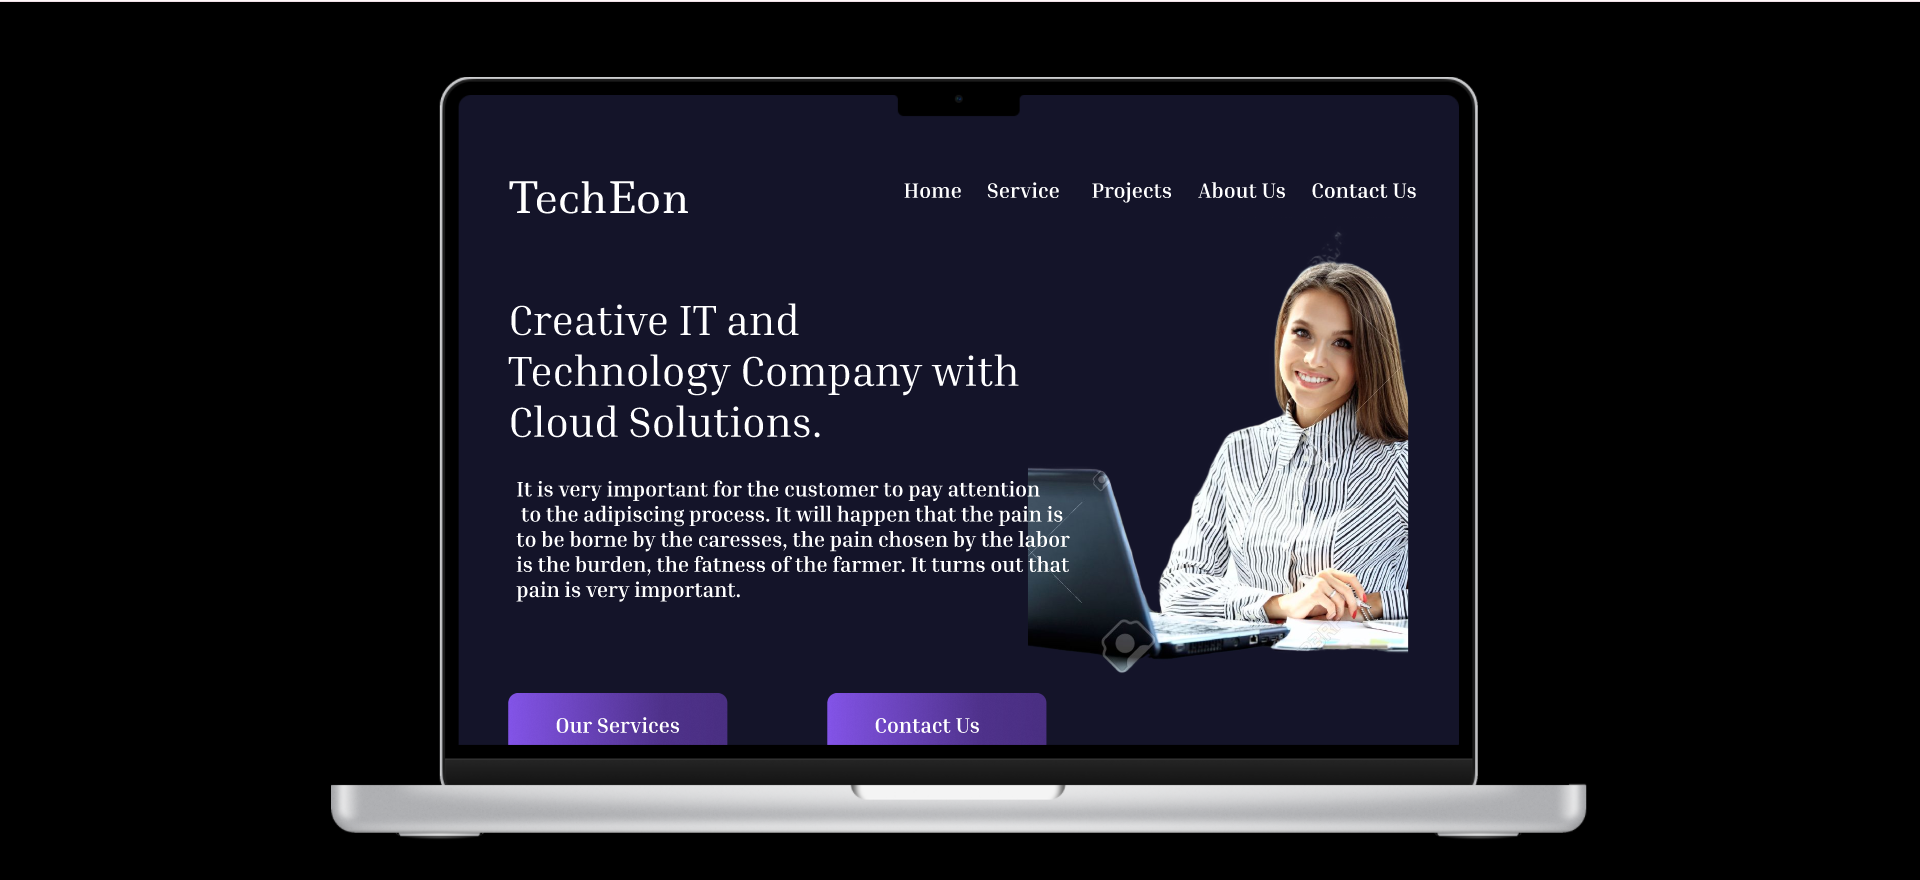 TechEon
Home Service Projects About Us Contact Us
Creative IT and
Technology Company with
Cloud Solutions.
It is very important for the customer to pay attention
to the adipiscing process. It will happen that the pain is
to be borne by the caresses, the pain chosen by the labor
is the burden, the fatness of the farmer. It turns out that
pain is very important.
Our Services
Contact Us